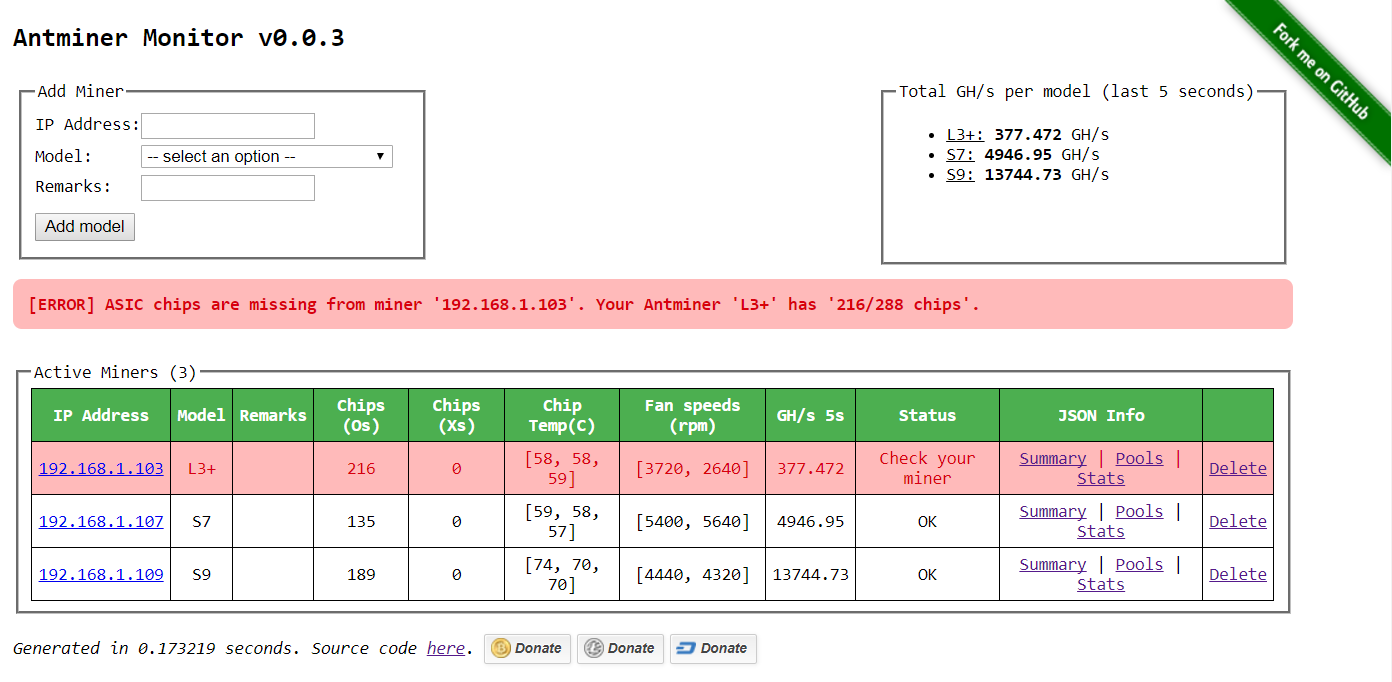 Antminer Monitor v0.0.3
Fork me on GitHub
Add Miner
IP Address:
Model: -- select an option --
Remarks:
Add model
Total GH/s per model (last 5 seconds)
L3+: 377.472 GH/s
S7: 4946.95 GH/s
S9: 13744.73 GH/s
[ERROR] ASIC chips are missing from miner '192.168.1.103'. Your Antminer 'L3+' has '216/288 chips'.
Active Miners (3)
IP Address Model Remarks Chips (Os) Chips (Xs) Chip Temp(C) Fan speeds (rpm) GH/s 5s Status JSON Info
192.168.1.103 L3+ 216 0 [58, 58, 59] [3720, 2640] 377.472 Check your miner Summary | Pools | Stats Delete
192.168.1.107 S7 135 0 [59, 58, 57] [5400, 5640] 4946.95 OK Summary | Pools | Stats Delete
192.168.1.109 S9 189 0 [74, 70, 70] [4440, 4320] 13744.73 OK Summary | Pools | Stats Delete
Generated in 0.173219 seconds. Source code here. Donate Donate Donate